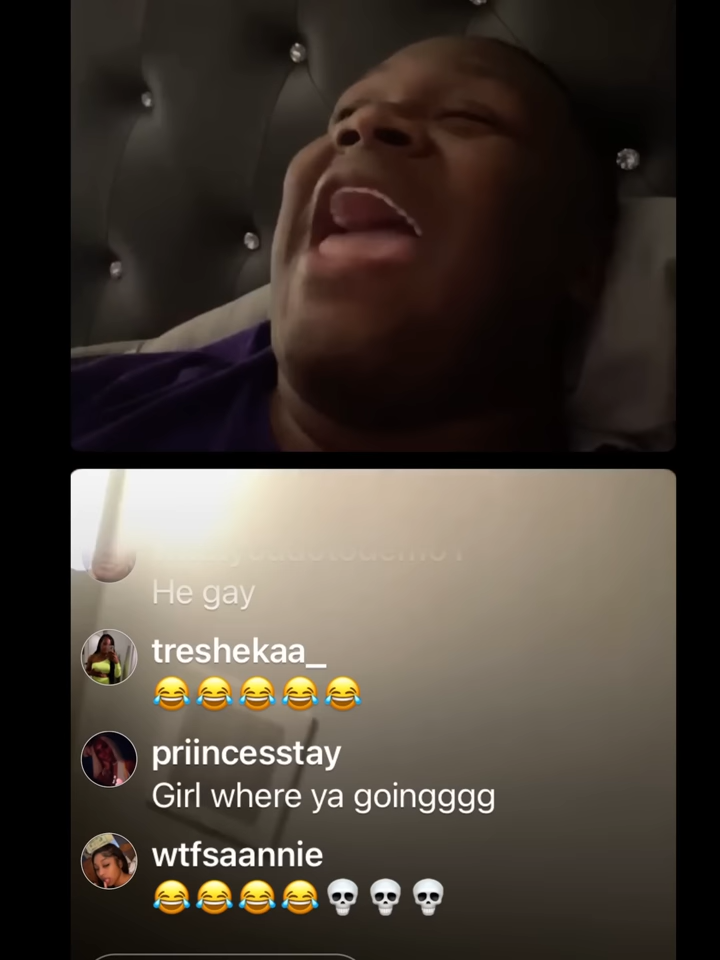 He gay
treshekaa_
😂😂😂😂😂
priincesstay
Girl where ya goingggg
wtfsaannie
😂😂😂😂💀💀💀